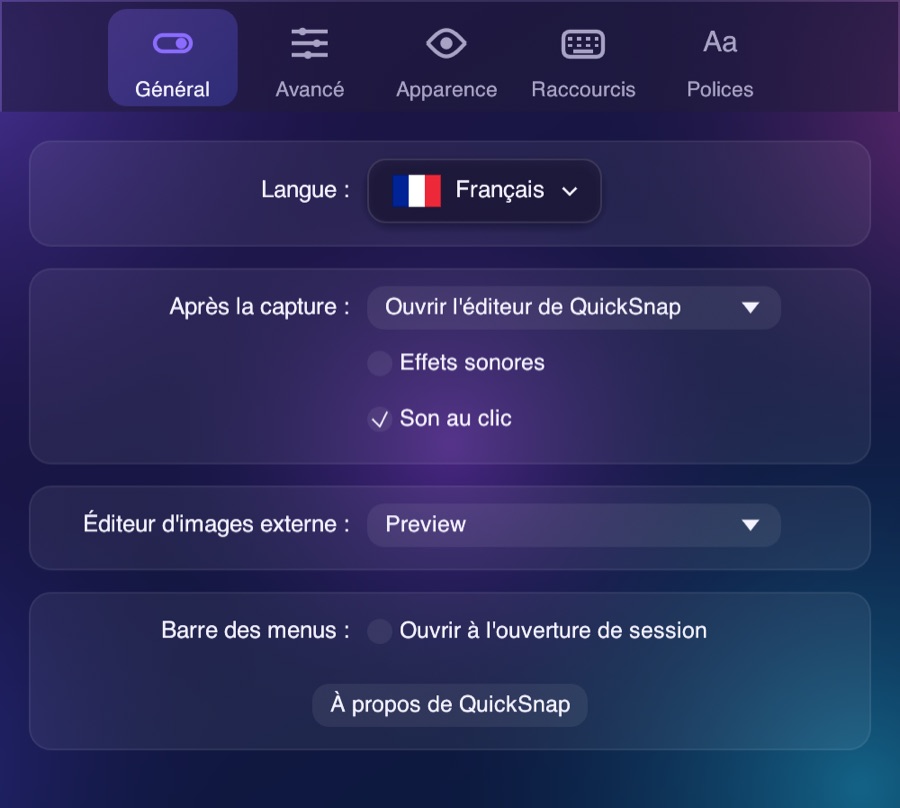 Aa
Général Avancé Apparence Raccourcis Polices
Langue : Français
Après la capture : Ouvrir l'éditeur de QuickSnap
Effets sonores
Son au clic
Éditeur d'images externe : Preview
Barre des menus : Ouvrir à l'ouverture de session
À propos de QuickSnap